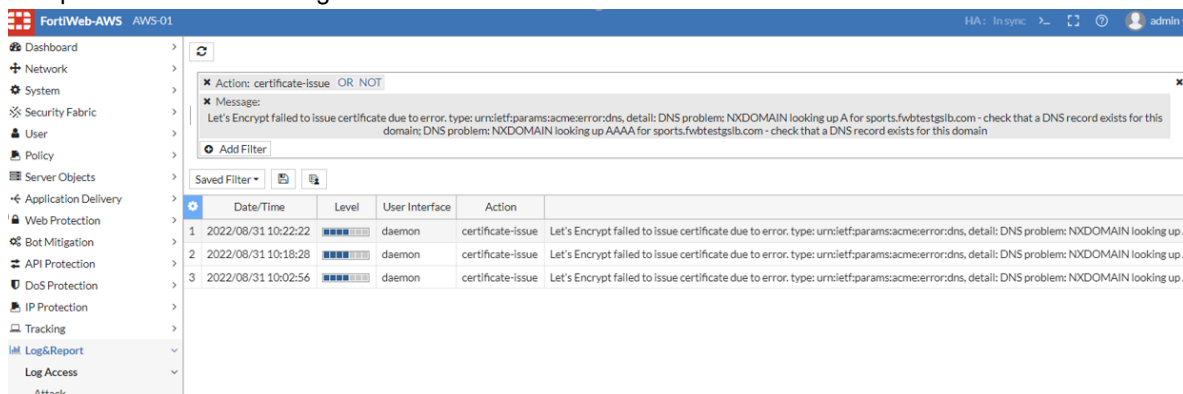 FortiWeb-AWS AWS-01 HA: In sync >_ admin
Dashboard
Network
System
Security Fabric
User
Policy
Server Objects
Application Delivery
Web Protection
Bot Mitigation
API Protection
DoS Protection
IP Protection
Tracking
Log&Report
Log Access
Attack
Action: certificate-issue OR NOT
Message:
Let's Encrypt failed to issue certificate due to error. type: urn:ietf:params:acme:error:dns, detail: DNS problem: NXDOMAIN looking up A for sports.fwbtestgslb.com - check that a DNS record exists for this
domain; DNS problem: NXDOMAIN looking up AAAA for sports.fwbtestgslb.com - check that a DNS record exists for this domain
Add Filter
Saved Filter
Date/Time Level User Interface Action
1 2022/08/31 10:22:22 daemon certificate-issue Let's Encrypt failed to issue certificate due to error. type: urn:ietf:params:acme:error:dns, detail: DNS problem: NXDOMAIN looking up
2 2022/08/31 10:18:28 daemon certificate-issue Let's Encrypt failed to issue certificate due to error. type: urn:ietf:params:acme:error:dns, detail: DNS problem: NXDOMAIN looking up
3 2022/08/31 10:02:56 daemon certificate-issue Let's Encrypt failed to issue certificate due to error. type: urn:ietf:params:acme:error:dns, detail: DNS problem: NXDOMAIN looking up